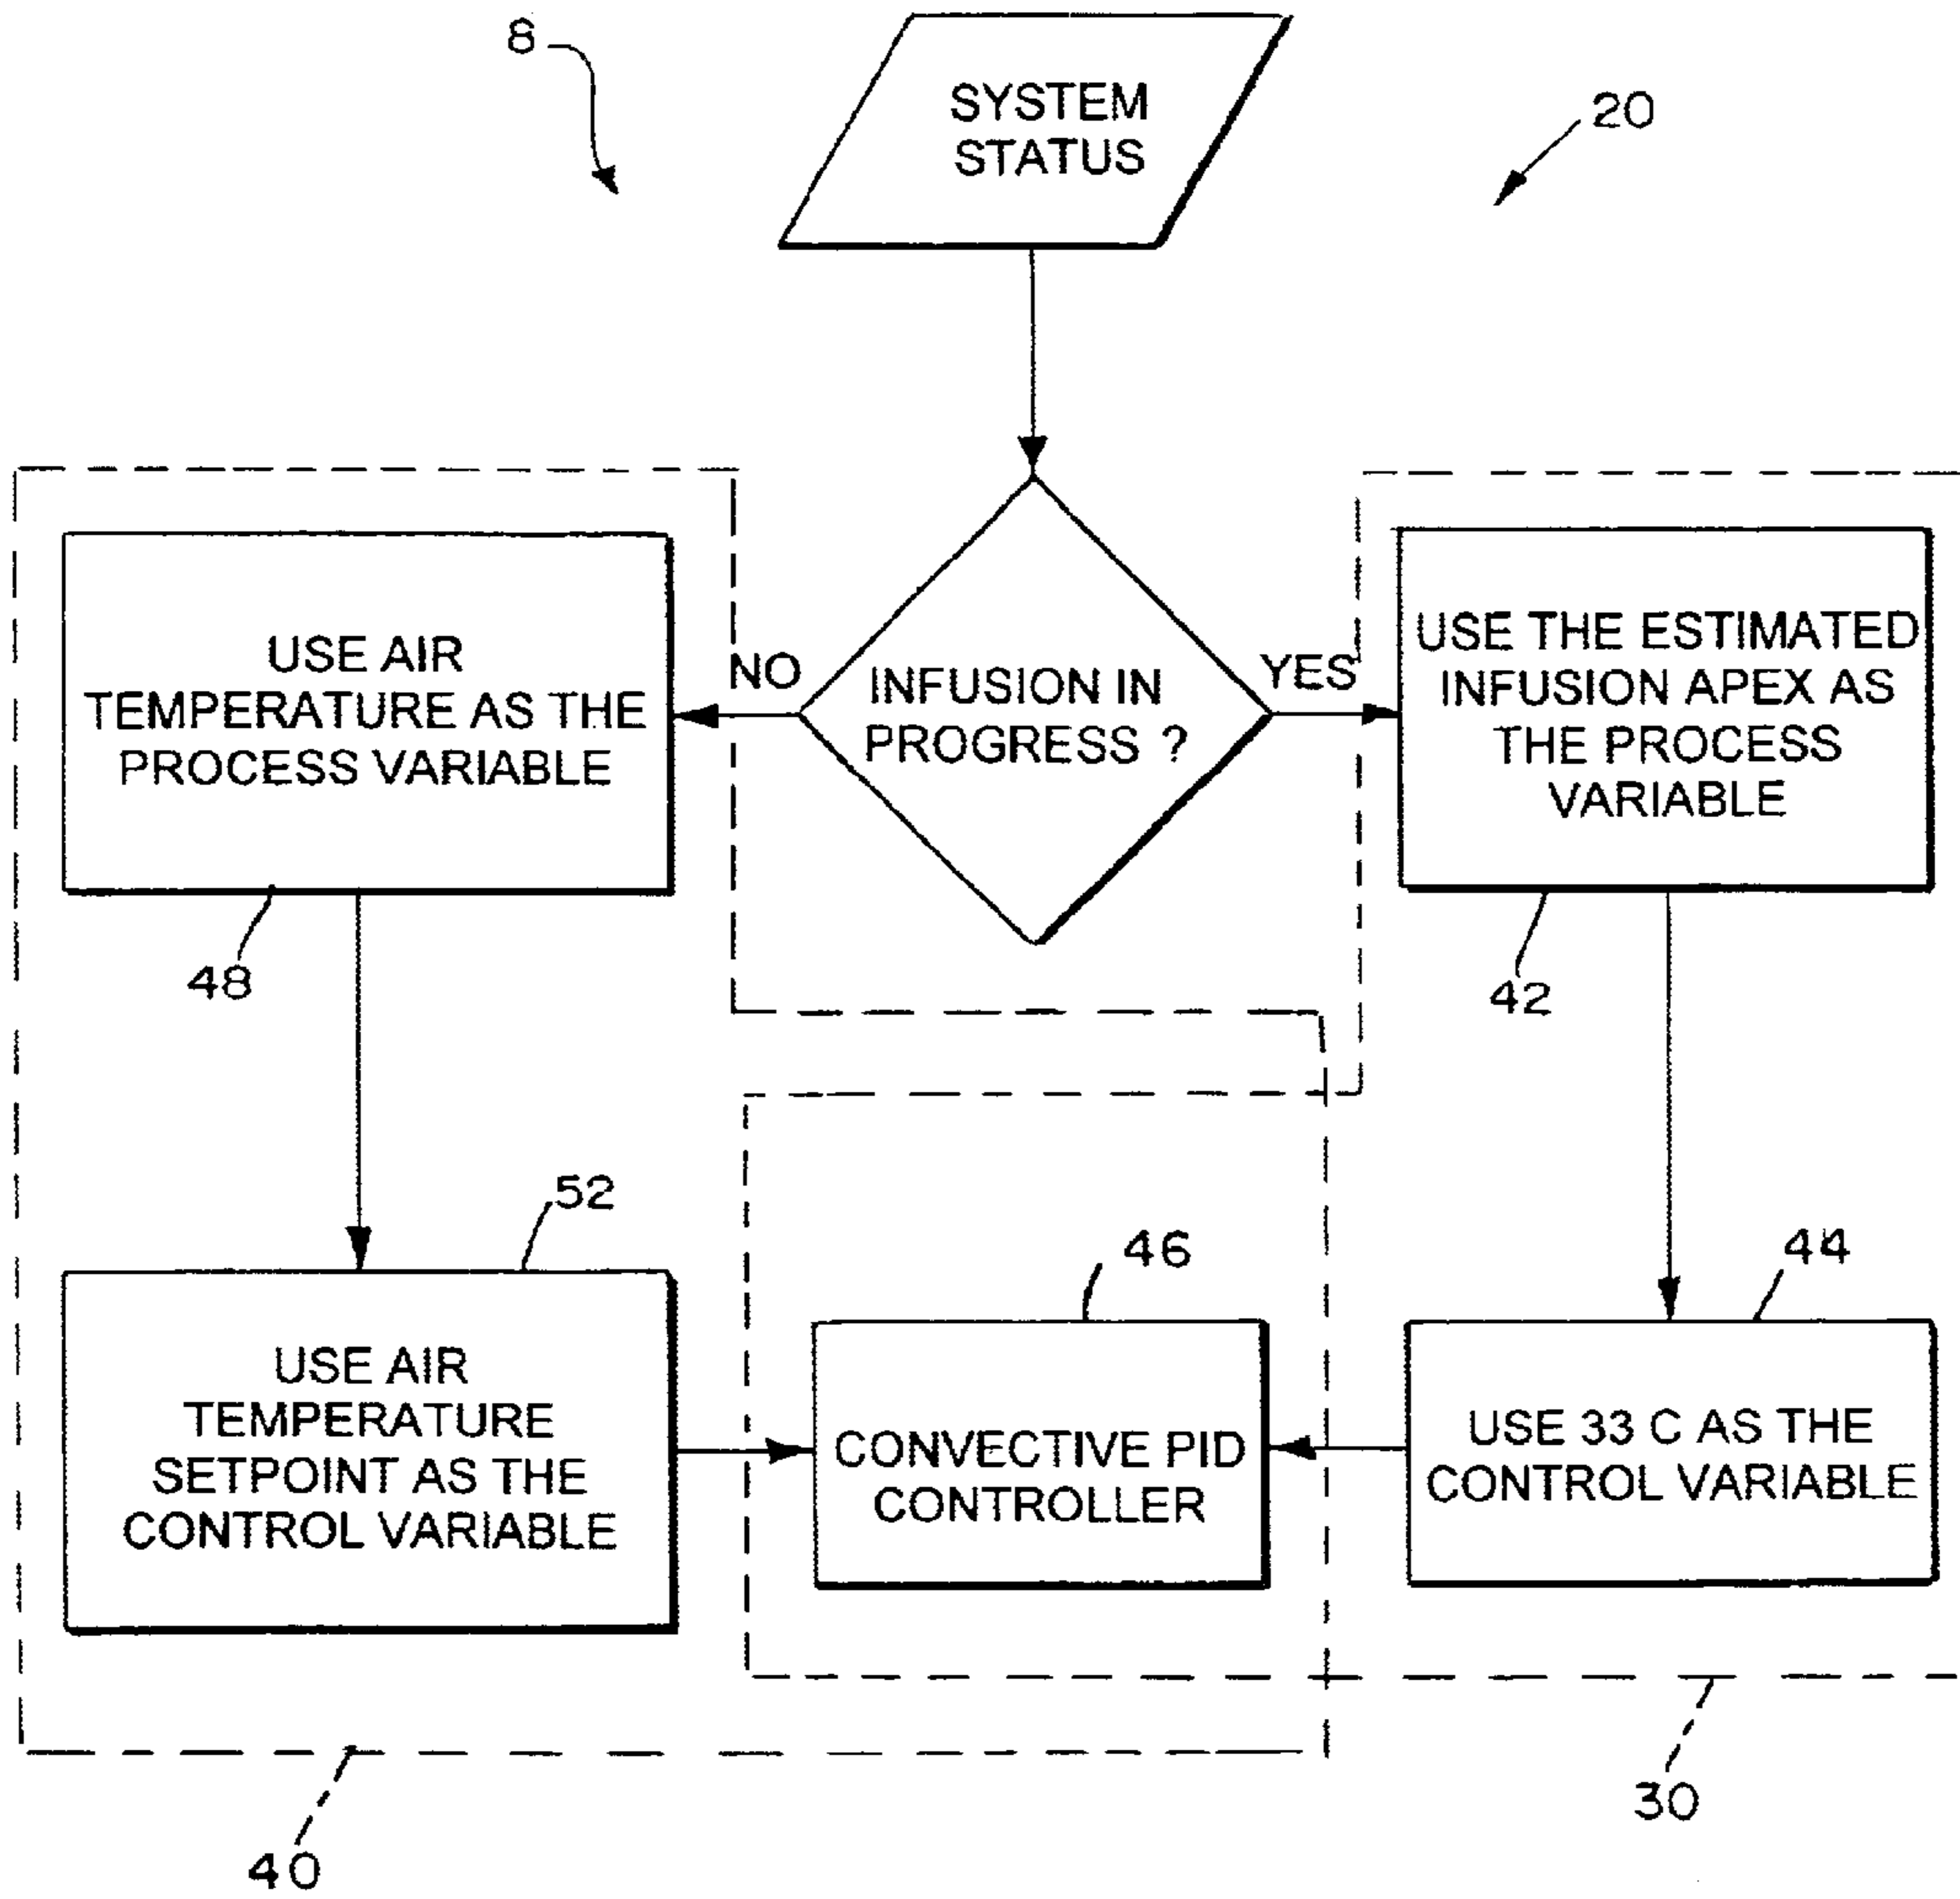 8
SYSTEM
STATUS
20
USE AIR
TEMPERATURE AS THE
PROCESS VARIABLE
48
NO
INFUSION IN
PROGRESS ?
YES
USE THE ESTIMATED
INFUSION APEX AS
THE PROCESS
VARIABLE
42
52
USE AIR
TEMPERATURE
SETPOINT AS THE
CONTROL VARIABLE
46
CONVECTIVE PID
CONTROLLER
44
USE 33 C AS THE
CONTROL VARIABLE
40
30